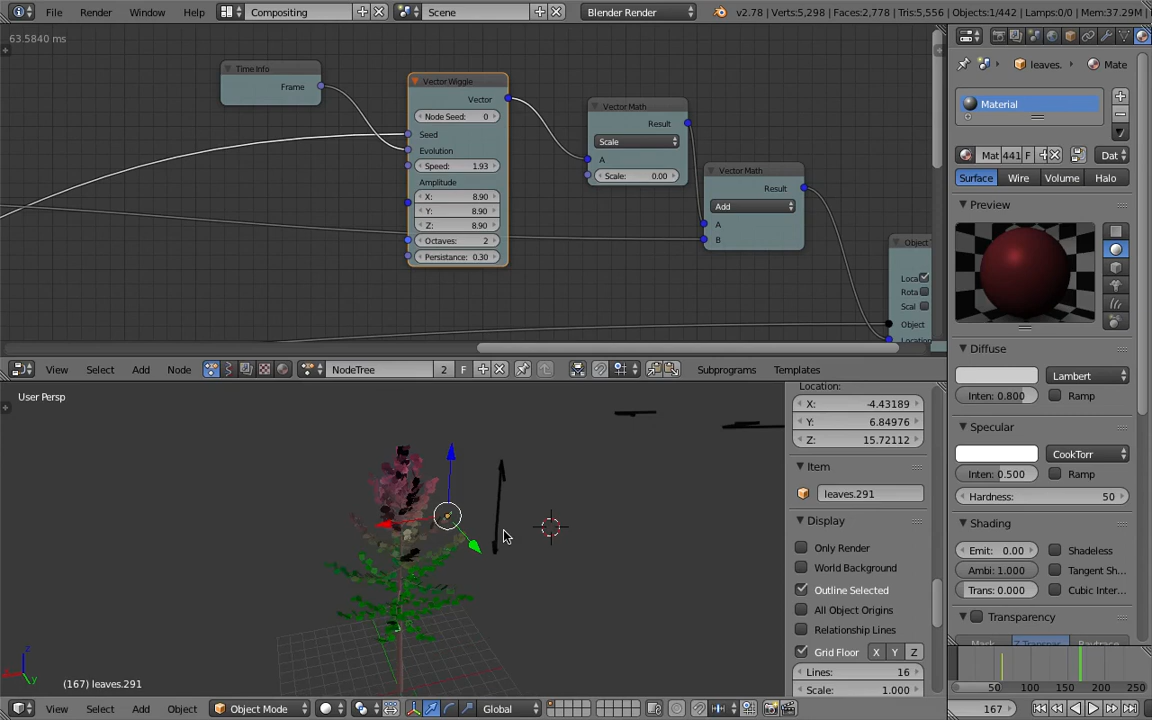 File Render Window Help Compositing Scene Blender Render v2.78 | Verts:5,298 | Faces:2,778 | Tris:5,556 | Objects:1/442 | Lamps:0/0 | Mem:37.29M
63.5840 ms
Time Info
Frame
Vector Wiggle
Vector
Node Seed: 0
Seed
Evolution
Speed: 1.93
Amplitude
X: 8.90
Y: 8.90
Z: 8.90
Octaves: 2
Persistance: 0.30
Vector Math
Result
Scale
A
Scale: 0.00
Vector Math
Result
Add
A
B
Object
Loca
Rota
Scal
Object
Location
View Select Add Node NodeTree 2 F Subprograms Templates
User Persp
(167) leaves.291
Location:
X: -4.43189
Y: 6.84976
Z: 15.72112
Item
leaves.291
Display
Only Render
World Background
Outline Selected
All Object Origins
Relationship Lines
Grid Floor X Y Z
Lines: 16
Scale: 1.000
View Select Add Object Object Mode Global
leaves. Mate
Material
Mat 441 F Dat
Surface Wire Volume Halo
Preview
Diffuse
Lambert
Inten: 0.800 Ramp
Specular
CookTorr
Inten: 0.500 Ramp
Hardness: 50
Shading
Emit: 0.00 Shadeless
Ambi: 1.000 Tangent Sh...
Trans: 0.000 Cubic Inter...
Transparency
Mask Z Transpar Raytrace
50 100 150 200 250
167